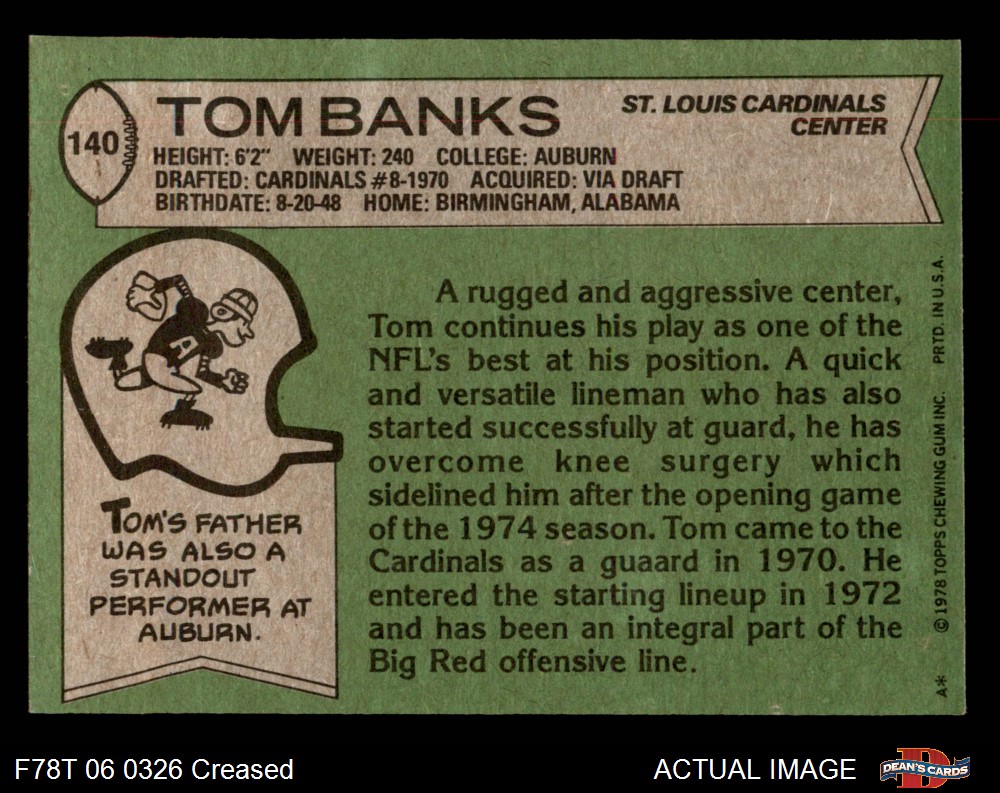 140
TOM BANKS
ST. LOUIS CARDINALS
CENTER
HEIGHT: 6'2" WEIGHT: 240 COLLEGE: AUBURN
DRAFTED: CARDINALS #8-1970 ACQUIRED: VIA DRAFT
BIRTHDATE: 8-20-48 HOME: BIRMINGHAM, ALABAMA
A
TOM'S FATHER
WAS ALSO A
STANDOUT
PERFORMER AT
AUBURN.
A rugged and aggressive center,
Tom continues his play as one of the
NFL's best at his position. A quick
and versatile lineman who has also
started successfully at guard, he has
overcome knee surgery which
sidelined him after the opening game
of the 1974 season. Tom came to the
Cardinals as a guaard in 1970. He
entered the starting lineup in 1972
and has been an integral part of the
Big Red offensive line.
A* © 1978 TOPPS CHEWING GUM INC. PRTD. IN U.S.A.
F78T 06 0326 Creased
ACTUAL IMAGE
D
DEAN'S CARDS